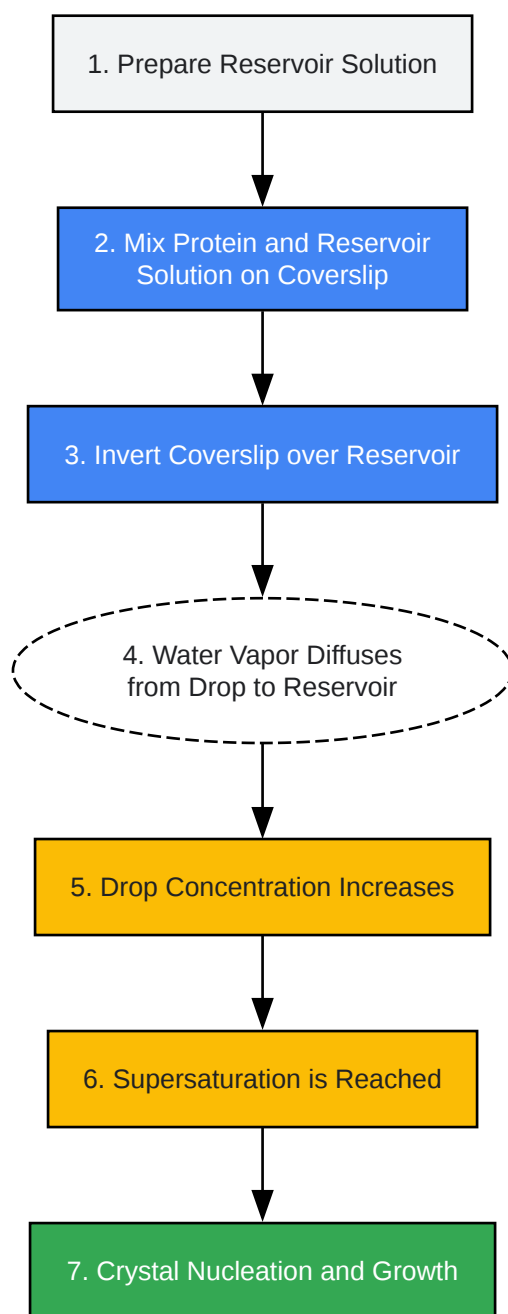 1. Prepare Reservoir Solution
2. Mix Protein and Reservoir
Solution on Coverslip
3. Invert Coverslip over Reservoir
4. Water Vapor Diffuses
from Drop to Reservoir
5. Drop Concentration Increases
6. Supersaturation is Reached
7. Crystal Nucleation and Growth